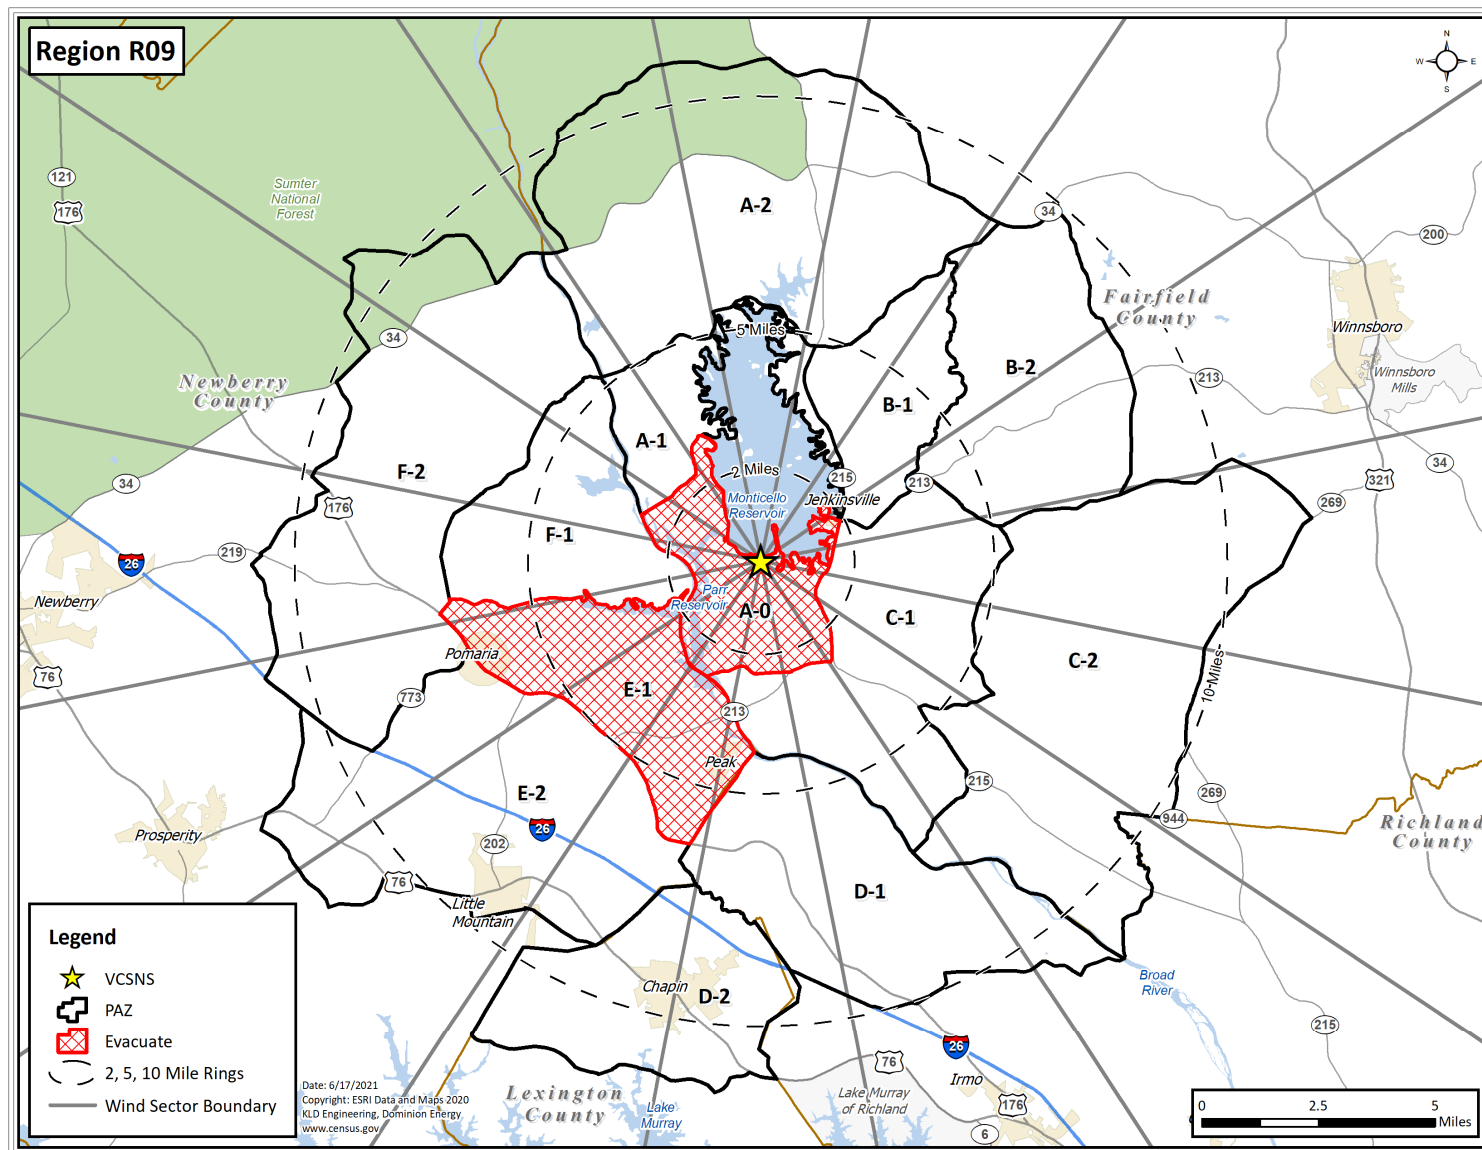 Region R09
N
W
E
S
121
176
Sumter
National
Forest
A-2
34
200
Fairfield
County
Winnsboro
Winnsboro
Mills
34
5 Miles
B-2
213
Newberry
County
B-1
A-1
2 Miles
34
F-2
215
213
34
321
176
Monticello
Reservoir
Jenkinsville
269
F-1
219
26
Parr
Reservoir
A-0
C-1
Newberry
Pomaria
C-2
76
773
E-1
10 Miles
213
Peak
215
269
E-2
944
26
Prosperity
202
Richland
County
76
Little
Mountain
D-1
Chapin
D-2
Broad
River
215
26
76
Irmo
176
6
Lexington
County
Lake
Murray
Lake Murray
of Richland
Legend
VCSNS
PAZ
Evacuate
2, 5, 10 Mile Rings
Wind Sector Boundary
Date: 6/17/2021
Copyright: ESRI Data and Maps 2020
KLD Engineering, Dominion Energy
www.census.gov
0
2.5
5
Miles